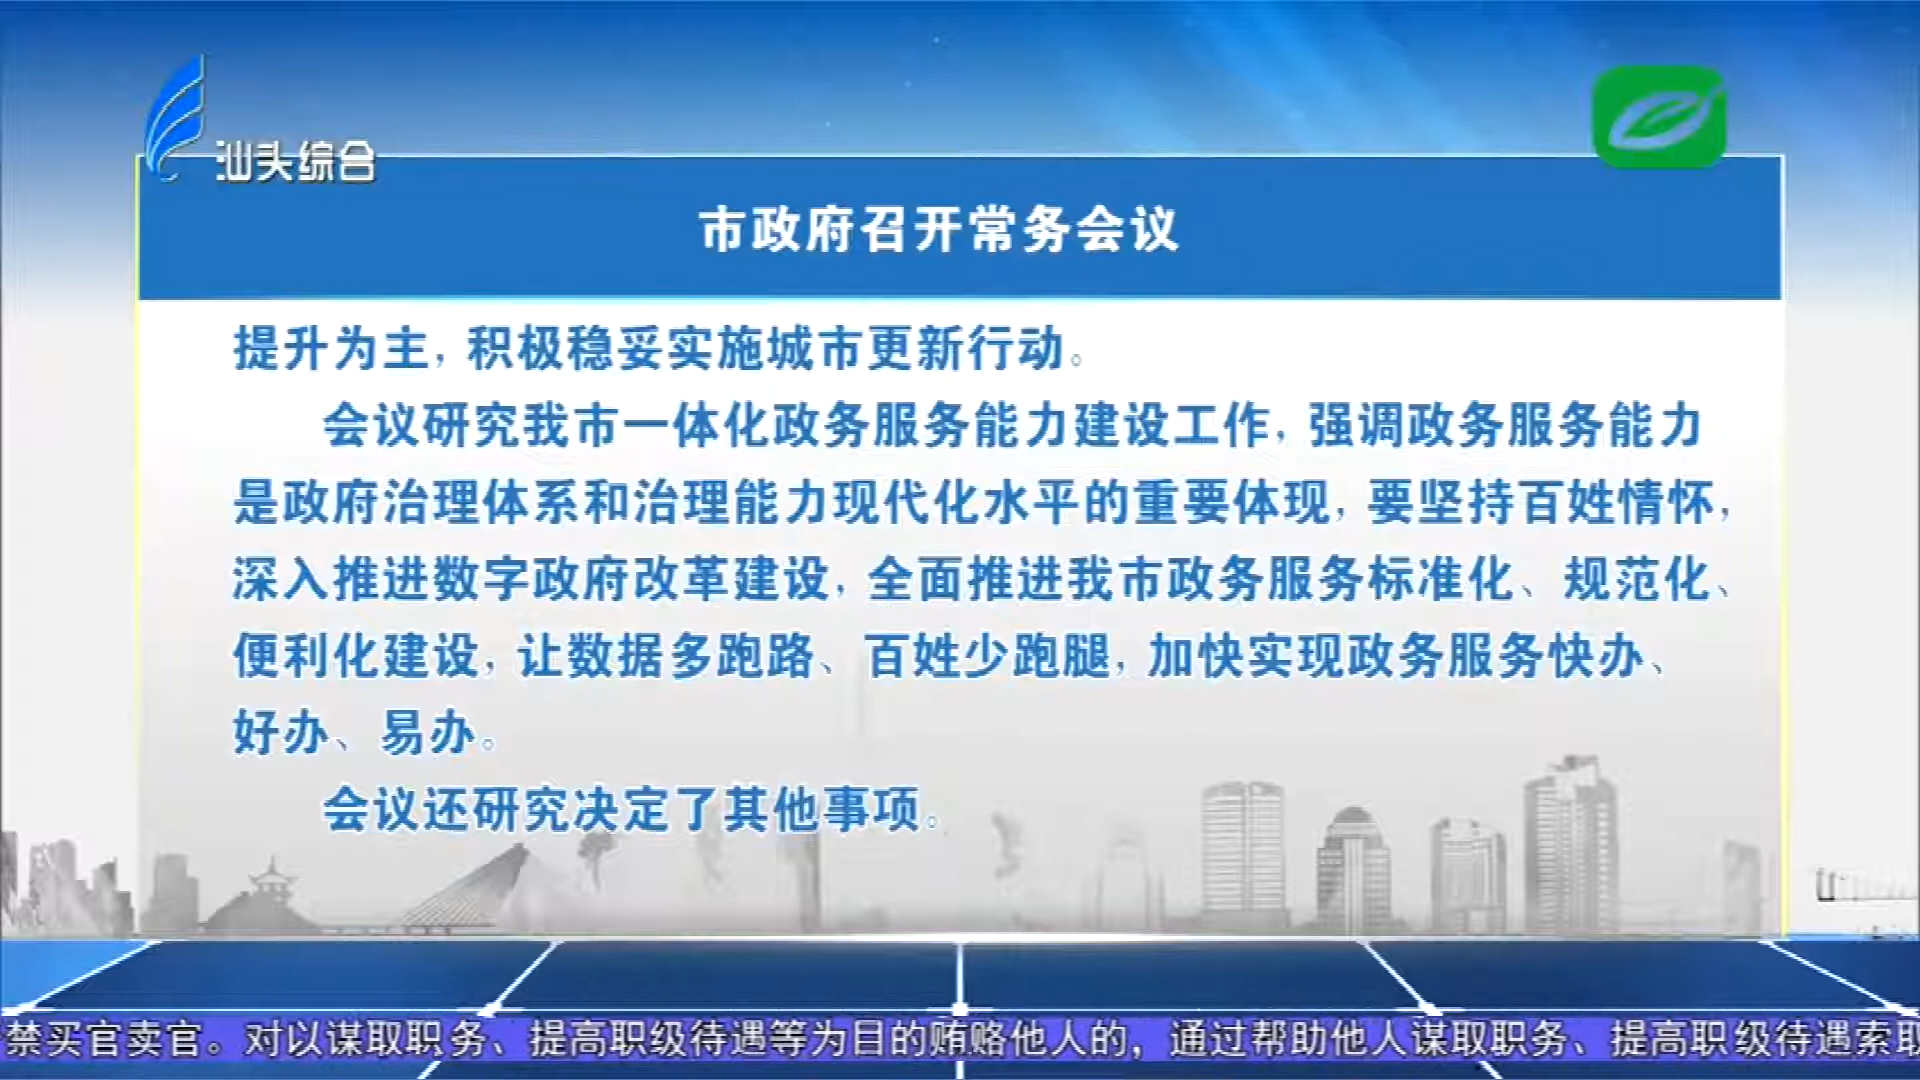 汕头综合
市政府召开常务会议
提升为主，积极稳妥实施城市更新行动。
会议研究我市一体化政务服务能力建设工作，强调政务服务能力
是政府治理体系和治理能力现代化水平的重要体现，要坚持百姓情怀，
深入推进数字政府改革建设，全面推进我市政务服务标准化、规范化、
便利化建设，让数据多跑路、百姓少跑腿，加快实现政务服务快办、
好办、易办。
会议还研究决定了其他事项。
禁买官卖官。对以谋取职务、提高职级待遇等为目的贿赂他人的，通过帮助他人谋取职务、提高职级待遇索取